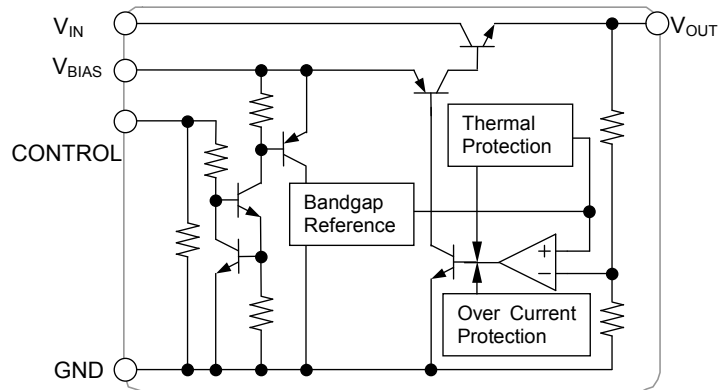 VIN
VOUT
VBIAS
CONTROL
Thermal
Protection
Bandgap
Reference
+
−
Over Current
Protection
GND